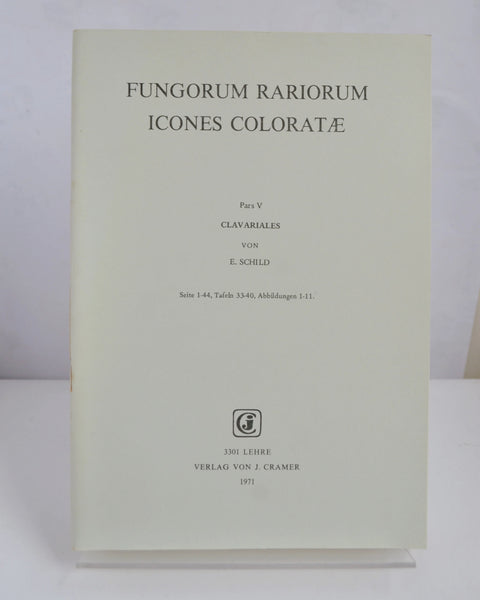 FUNGORUM RARIORUM
ICONES COLORATÆ
Pars V
CLAVARIALES
VON
E. SCHILD
Seite 1-44, Tafeln 33-40, Abbildungen 1-11.
JC
3301 LEHRE
VERLAG VON J. CRAMER
1971